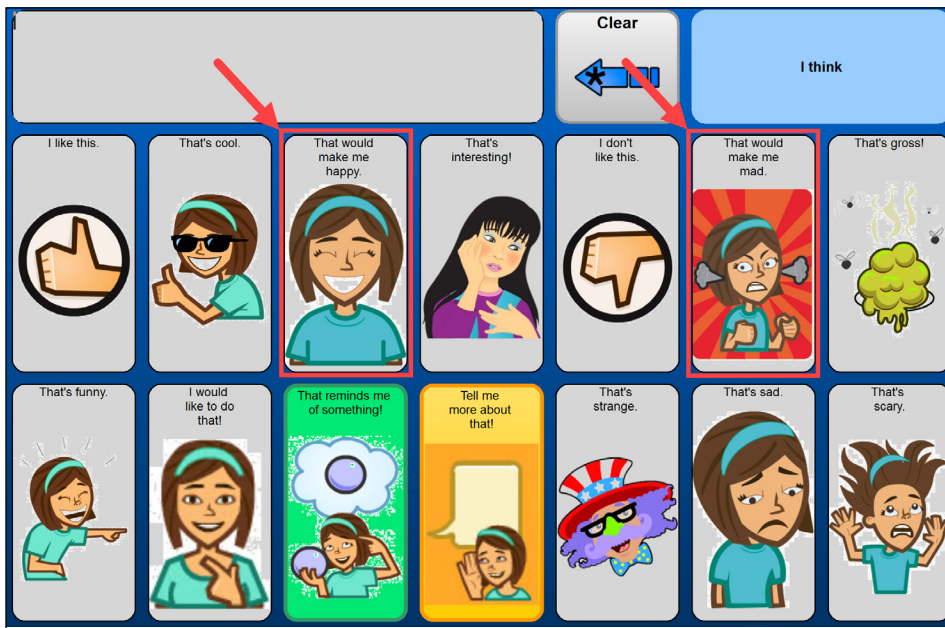 Clear
I think
I like this.
That's cool.
That would
make me
happy.
That's
interesting!
I don't
like this.
That would
make me
mad.
That's gross!
That's funny.
I would
like to do
that!
That reminds me
of something!
Tell me
more about
that!
That's
strange.
That's sad.
That's
scary.